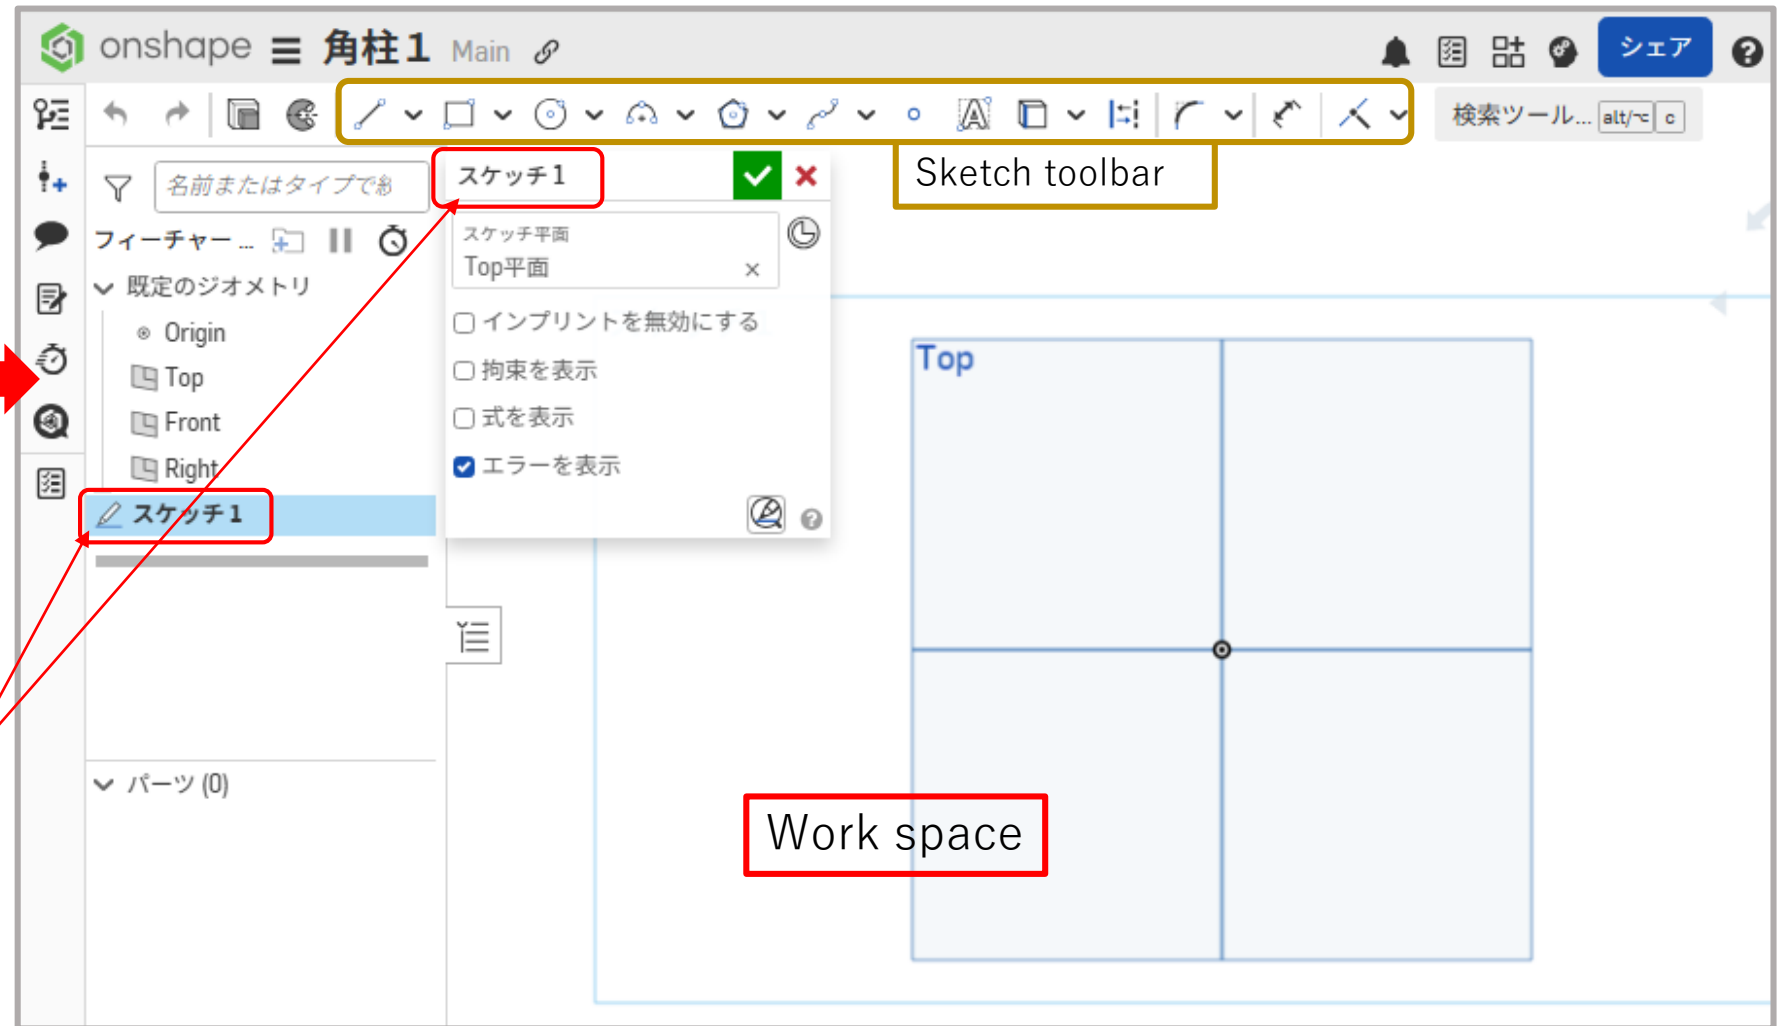 onshape 角柱1 Main シェア
検索ツール... alt/⌥ c
Sketch toolbar
名前またはタイプで
スケッチ1
フィーチャー ...
スケッチ平面
Top平面
既定のジオメトリ
Origin
Top
Front
Right
スケッチ1
インプリントを無効にする
拘束を表示
式を表示
エラーを表示
Top
Work space
パーツ (0)